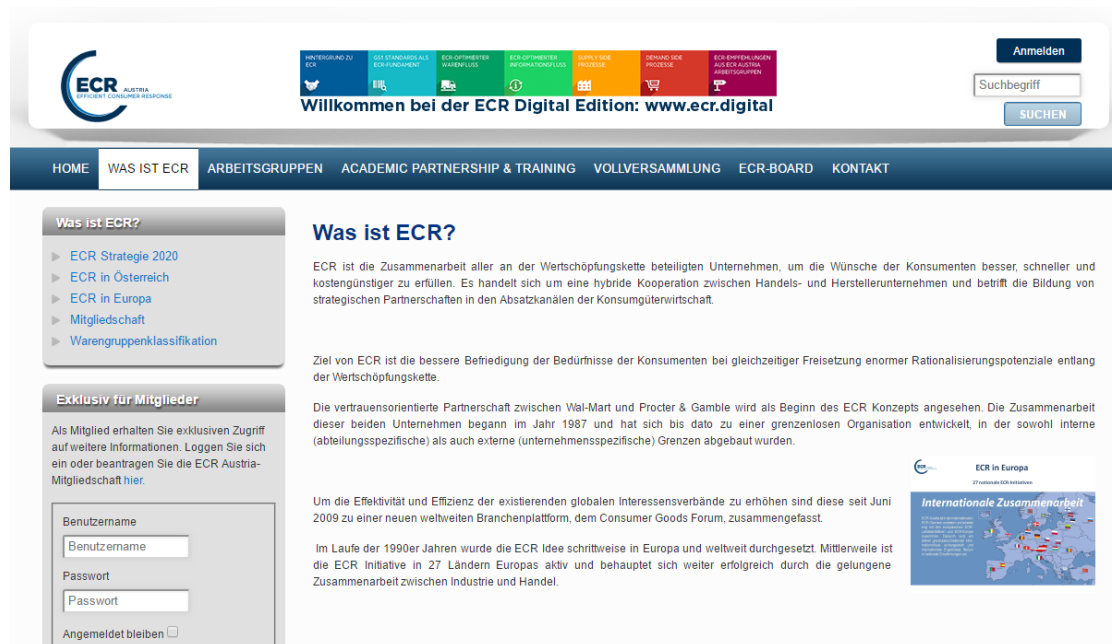 ECR AUSTRIA
EFFICIENT CONSUMER RESPONSE
HINTERGRUND ZU
ECR
GS1 STANDARDS ALS
ECR-FUNDAMENT
ECR-OPTIMIERTER
WARENFLUSS
ECR-OPTIMIERTER
INFORMATIONSFLUSS
SUPPLY SIDE
PROZESSE
DEMAND SIDE
PROZESSE
ECR-EMPFEHLUNGEN
AUS ECR AUSTRIA
ARBEITSGRUPPEN
Willkommen bei der ECR Digital Edition: www.ecr.digital
Anmelden
Suchbegriff
SUCHEN
HOME WAS IST ECR ARBEITSGRUPPEN ACADEMIC PARTNERSHIP & TRAINING VOLLVERSAMMLUNG ECR-BOARD KONTAKT
Was ist ECR?
ECR Strategie 2020
ECR in Österreich
ECR in Europa
Mitgliedschaft
Warengruppenklassifikation
Exklusiv für Mitglieder
Als Mitglied erhalten Sie exklusiven Zugriff
auf weitere Informationen. Loggen Sie sich
ein oder beantragen Sie die ECR Austria-
Mitgliedschaft hier.
Benutzername
Benutzername
Passwort
Passwort
Angemeldet bleiben
Was ist ECR?
ECR ist die Zusammenarbeit aller an der Wertschöpfungskette beteiligten Unternehmen, um die Wünsche der Konsumenten besser, schneller und
kostengünstiger zu erfüllen. Es handelt sich um eine hybride Kooperation zwischen Handels- und Herstellerunternehmen und betrifft die Bildung von
strategischen Partnerschaften in den Absatzkanälen der Konsumgüterwirtschaft.
Ziel von ECR ist die bessere Befriedigung der Bedürfnisse der Konsumenten bei gleichzeitiger Freisetzung enormer Rationalisierungspotenziale entlang
der Wertschöpfungskette.
Die vertrauensorientierte Partnerschaft zwischen Wal-Mart und Procter & Gamble wird als Beginn des ECR Konzepts angesehen. Die Zusammenarbeit
dieser beiden Unternehmen begann im Jahr 1987 und hat sich bis dato zu einer grenzenlosen Organisation entwickelt, in der sowohl interne
(abteilungsspezifische) als auch externe (unternehmensspezifische) Grenzen abgebaut wurden.
Um die Effektivität und Effizienz der existierenden globalen Interessensverbände zu erhöhen sind diese seit Juni
2009 zu einer neuen weltweiten Branchenplattform, dem Consumer Goods Forum, zusammengefasst.
Im Laufe der 1990er Jahren wurde die ECR Idee schrittweise in Europa und weltweit durchgesetzt. Mittlerweile ist
die ECR Initiative in 27 Ländern Europas aktiv und behauptet sich weiter erfolgreich durch die gelungene
Zusammenarbeit zwischen Industrie und Handel.
ECR in Europa
27 nationale ECR Initiativen
Internationale Zusammenarbeit